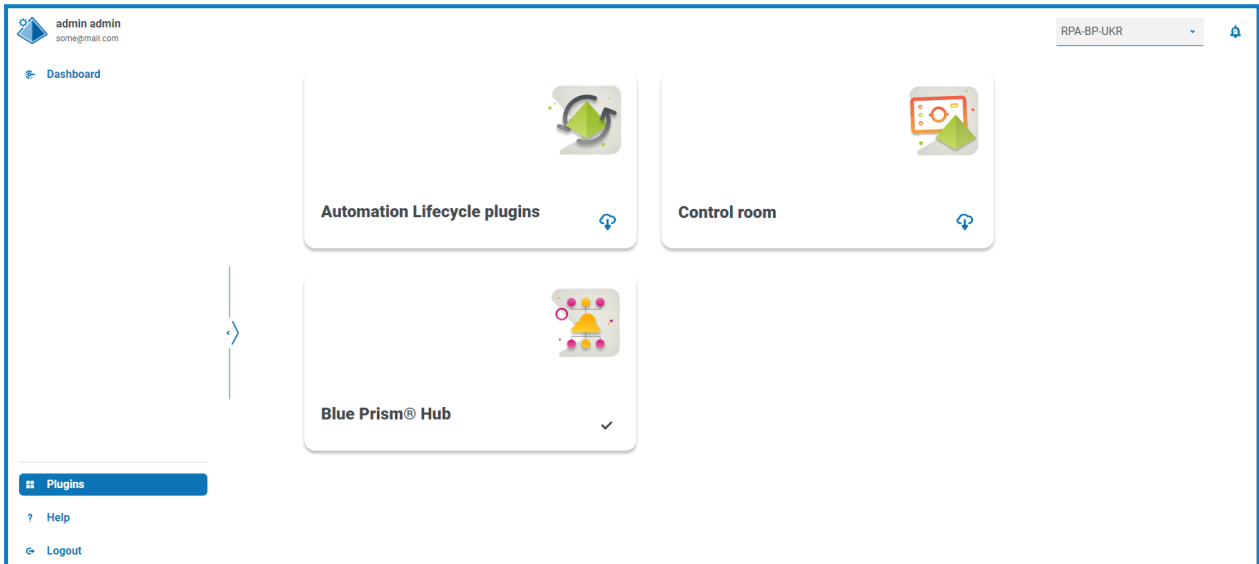 admin admin
some@mail.com
RPA-BP-UKR
Dashboard
Automation Lifecycle plugins
Control room
Blue Prism® Hub
Plugins
? Help
Logout